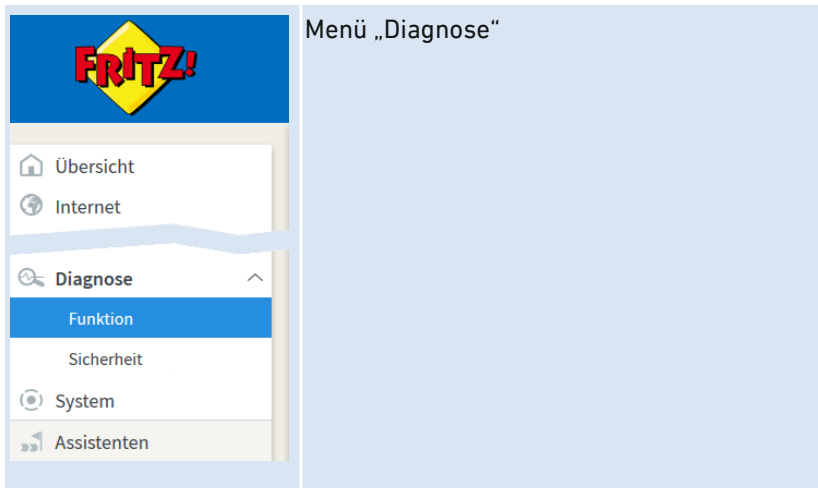 FRITZ!
Menü „Diagnose“
Übersicht
Internet
Diagnose
Funktion
Sicherheit
System
Assistenten